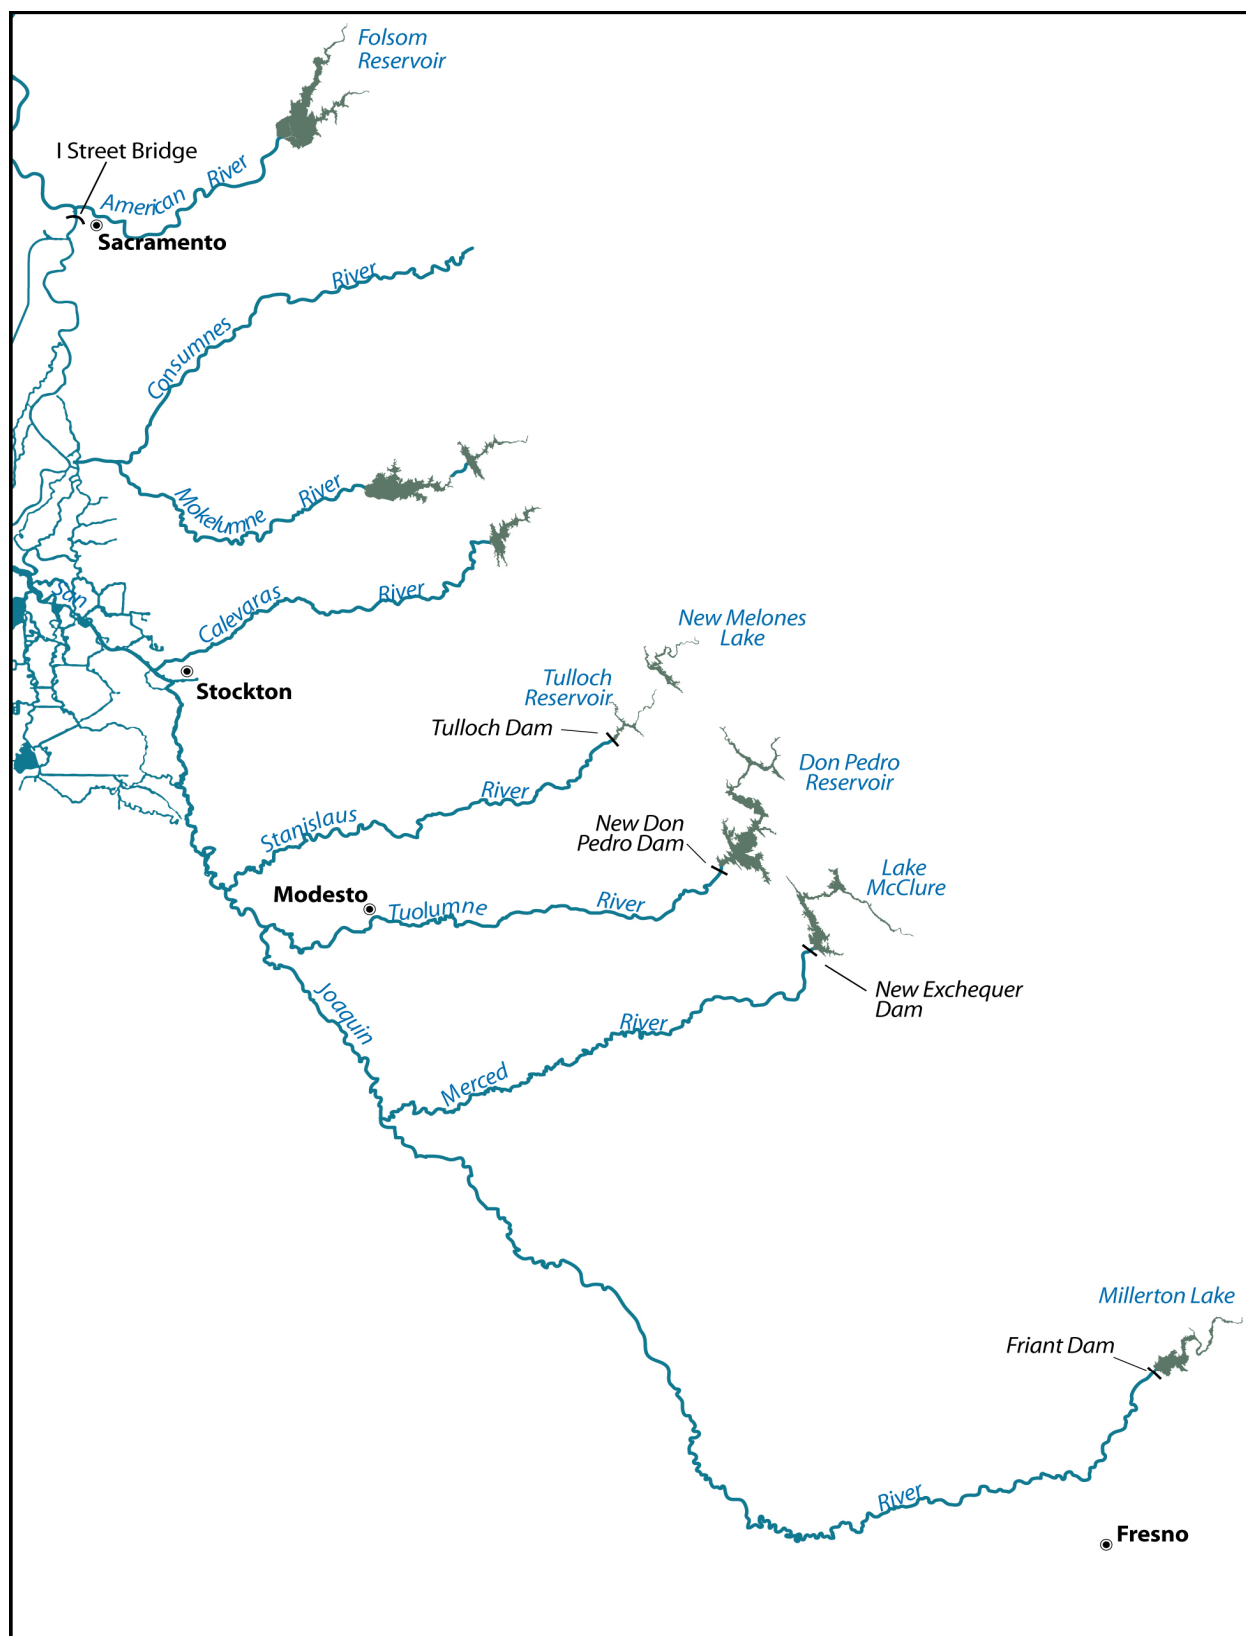 Folsom
Reservoir
I Street Bridge
American River
Sacramento
Consumnes River
Mokelumne River
San
Calevaras River
Stockton
New Melones
Lake
Tulloch
Reservoir
Tulloch Dam
Don Pedro
Reservoir
Stanislaus River
New Don
Pedro Dam
Lake
McClure
Modesto
Tuolumne River
Joaquin
New Exchequer
Dam
River
Merced
Millerton Lake
Friant Dam
River
Fresno